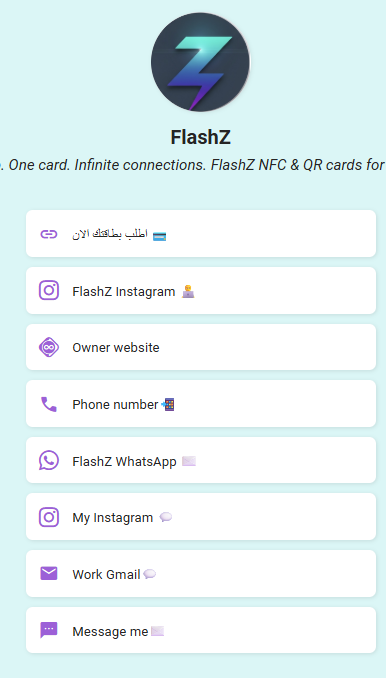 FlashZ
. One card. Infinite connections. FlashZ NFC & QR cards for
اطلب بطاقتك الان 💳
FlashZ Instagram 🧑‍💻
Owner website
Phone number📲
FlashZ WhatsApp ✉️
My Instagram 💬
Work Gmail💬
Message me✉️